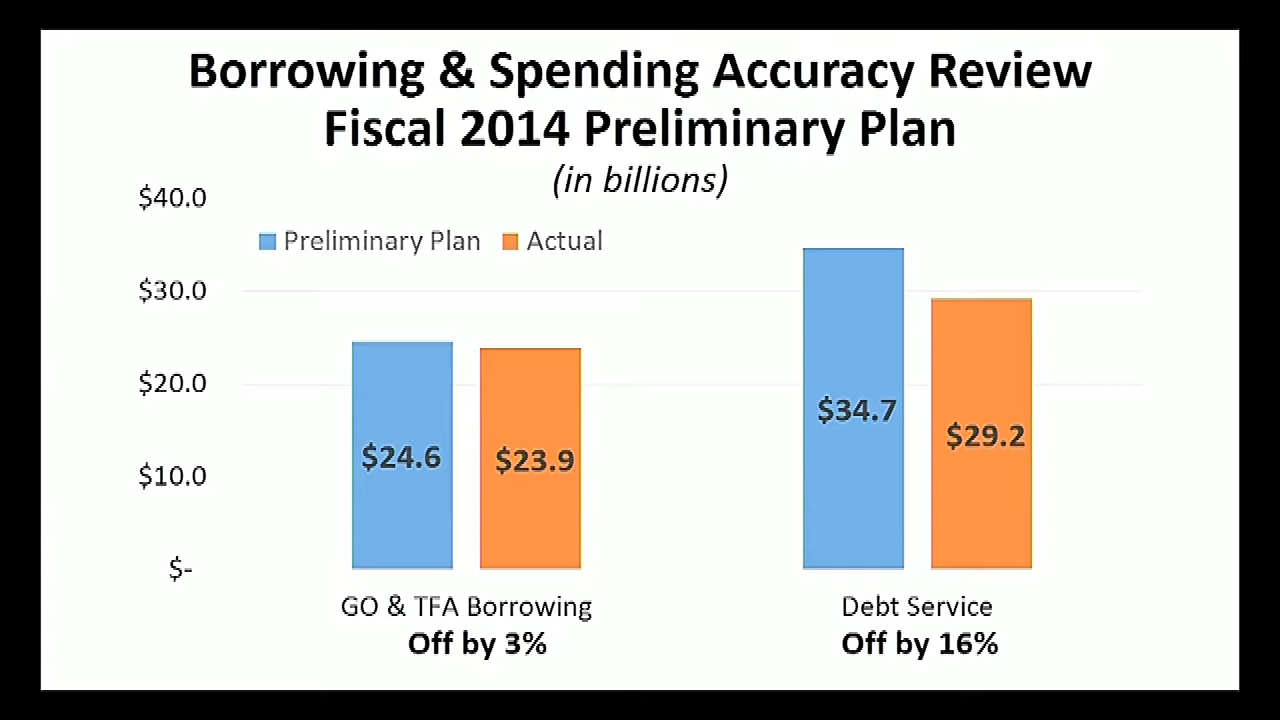 Borrowing & Spending Accuracy Review
Fiscal 2014 Preliminary Plan
(in billions)
$40.0
Preliminary Plan Actual
$30.0
$20.0
$10.0
$-
$24.6 $23.9 $34.7 $29.2
GO & TFA Borrowing Debt Service
Off by 3% Off by 16%